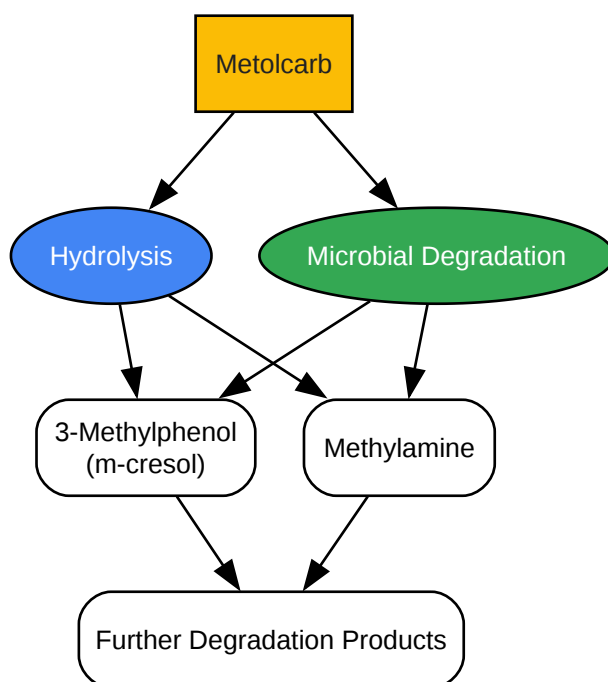 Metolcarb
Hydrolysis
Microbial Degradation
3-Methylphenol
(m-cresol)
Methylamine
Further Degradation Products